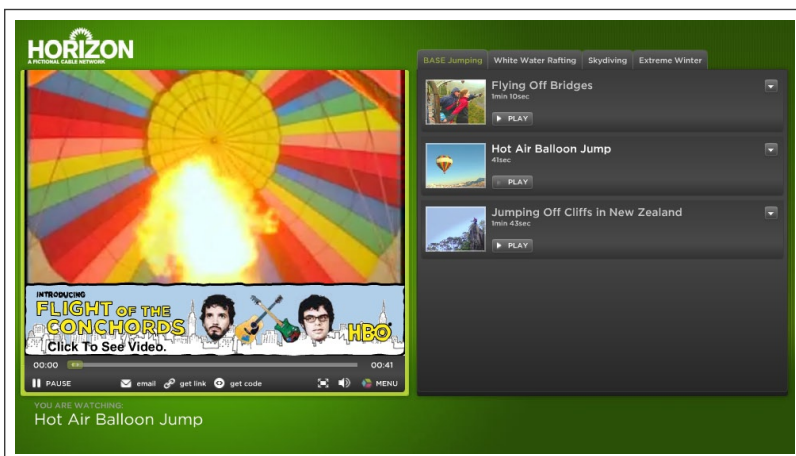 HORIZON
A FICTIONAL CABLE NETWORK
BASE Jumping
White Water Rafting
Skydiving
Extreme Winter
Flying Off Bridges
1min 10sec
PLAY
Hot Air Balloon Jump
41sec
PLAY
Jumping Off Cliffs in New Zealand
1min 43sec
PLAY
INTRODUCING
FLIGHT OF THE
CONCHORDS
HBO
Click To See Video.
00:00
00:41
PAUSE
email
get link
get code
MENU
YOU ARE WATCHING:
Hot Air Balloon Jump